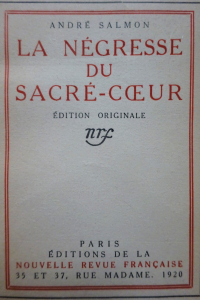 ANDRÉ SALMON
LA NÉGRESSE
DU
SACRÉ-CŒUR
ÉDITION ORIGINALE
nrf
PARIS
ÉDITIONS DE LA
NOUVELLE REVUE FRANÇAISE
35 ET 37, RUE MADAME. 1920